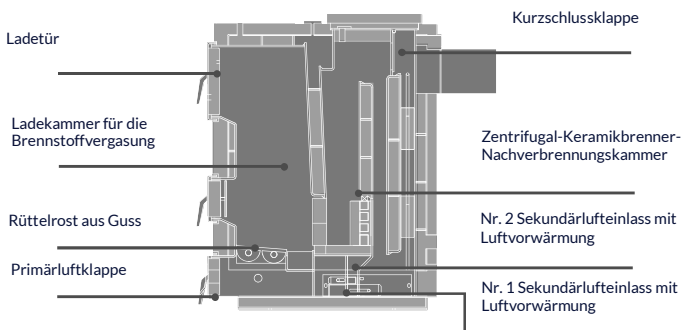 Ladetür
Ladekammer für die
Brennstoffvergasung
Rüttelrost aus Guss
Primärluftklappe
Kurzschlussklappe
Zentrifugal-Keramikbrenner-
Nachverbrennungskammer
Nr. 2 Sekundärlufteinlass mit
Luftvorwärmung
Nr. 1 Sekundärlufteinlass mit
Luftvorwärmung